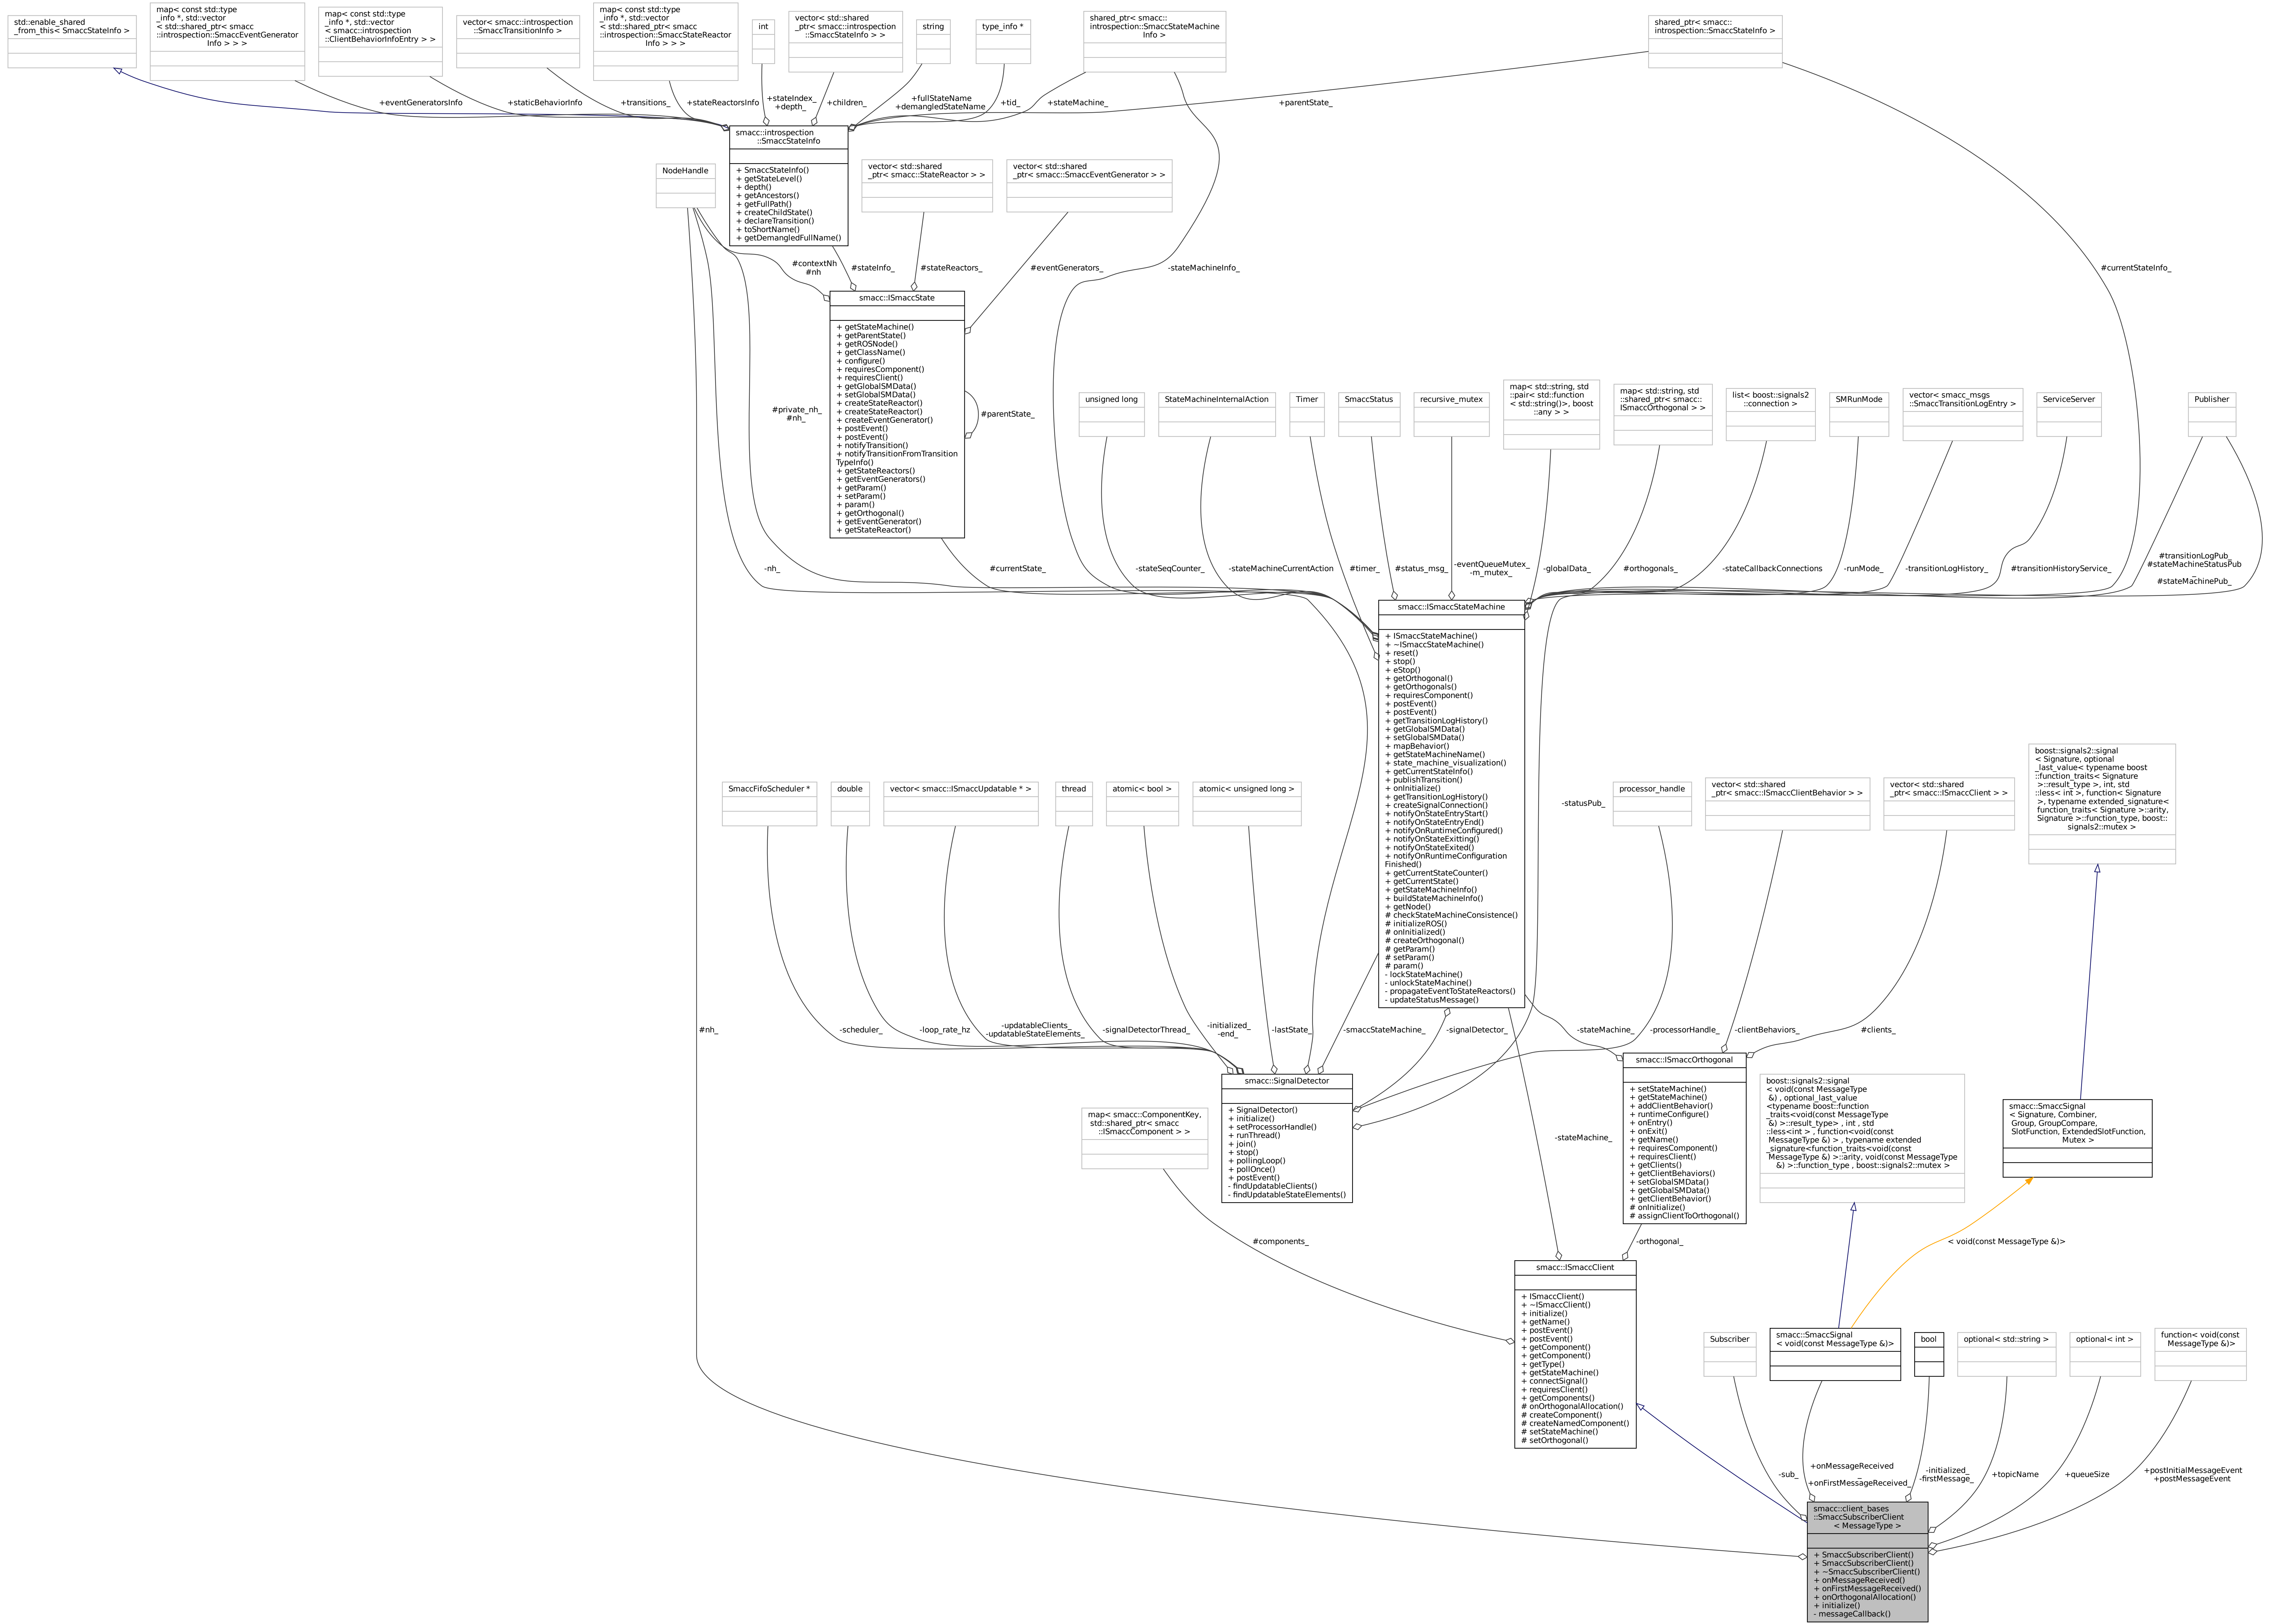 std::enable_shared
_from_this< SmaccStateInfo >
map< const std::type
_info *, std::vector
< std::shared_ptr< smacc
::introspection::SmaccEventGenerator
Info > > >
map< const std::type
_info *, std::vector
< smacc::introspection
::ClientBehaviorInfoEntry > >
vector< smacc::introspection
::SmaccTransitionInfo >
map< const std::type
_info *, std::vector
< std::shared_ptr< smacc
::introspection::SmaccStateReactor
Info > > >
int
vector< std::shared
_ptr< smacc::introspection
::SmaccStateInfo > >
string
type_info *
shared_ptr< smacc::
introspection::SmaccStateMachine
Info >
shared_ptr< smacc::
introspection::SmaccStateInfo >
+eventGeneratorsInfo
+staticBehaviorInfo
+transitions_
+stateReactorsInfo
+stateIndex_
+depth_
+children_
+fullStateName
+demangledStateName
+tid_
+stateMachine_
+parentState_
smacc::introspection
::SmaccStateInfo
+ SmaccStateInfo()
+ getStateLevel()
+ depth()
+ getAncestors()
+ getFullPath()
+ createChildState()
+ declareTransition()
+ toShortName()
+ getDemangledFullName()
NodeHandle
vector< std::shared
_ptr< smacc::StateReactor > >
vector< std::shared
_ptr< smacc::SmaccEventGenerator > >
#contextNh
#nh
#stateInfo_
#stateReactors_
#eventGenerators_
-stateMachineInfo_
#currentStateInfo_
smacc::ISmaccState
+ getStateMachine()
+ getParentState()
+ getROSNode()
+ getClassName()
+ configure()
+ requiresComponent()
+ requiresClient()
+ getGlobalSMData()
+ setGlobalSMData()
+ createStateReactor()
+ createStateReactor()
+ createEventGenerator()
+ postEvent()
+ postEvent()
+ notifyTransition()
+ notifyTransitionFromTransition
TypeInfo()
+ getStateReactors()
+ getEventGenerators()
+ getParam()
+ setParam()
+ param()
+ getOrthogonal()
+ getEventGenerator()
+ getStateReactor()
#parentState_
#private_nh_
#nh_
unsigned long
StateMachineInternalAction
Timer
SmaccStatus
recursive_mutex
map< std::string, std
::pair< std::function
< std::string()>, boost
::any > >
map< std::string, std
::shared_ptr< smacc::
ISmaccOrthogonal > >
list< boost::signals2
::connection >
SMRunMode
vector< smacc_msgs
::SmaccTransitionLogEntry >
ServiceServer
Publisher
-nh_
#currentState_
-stateSeqCounter_
-stateMachineCurrentAction
#timer_
#status_msg_
-eventQueueMutex_
-m_mutex_
-globalData_
#orthogonals_
-stateCallbackConnections
-runMode_
-transitionLogHistory_
#transitionHistoryService_
#transitionLogPub_
#stateMachineStatusPub
_
#stateMachinePub_
smacc::ISmaccStateMachine
+ ISmaccStateMachine()
+ ~ISmaccStateMachine()
+ reset()
+ stop()
+ eStop()
+ getOrthogonal()
+ getOrthogonals()
+ requiresComponent()
+ postEvent()
+ postEvent()
+ getTransitionLogHistory()
+ getGlobalSMData()
+ setGlobalSMData()
+ mapBehavior()
+ getStateMachineName()
+ state_machine_visualization()
+ getCurrentStateInfo()
+ publishTransition()
+ onInitialize()
+ getTransitionLogHistory()
+ createSignalConnection()
+ notifyOnStateEntryStart()
+ notifyOnStateEntryEnd()
+ notifyOnRuntimeConfigured()
+ notifyOnStateExitting()
+ notifyOnStateExited()
+ notifyOnRuntimeConfiguration
Finished()
+ getCurrentStateCounter()
+ getCurrentState()
+ getStateMachineInfo()
+ buildStateMachineInfo()
+ getNode()
# checkStateMachineConsistence()
# initializeROS()
# onInitialized()
# createOrthogonal()
# getParam()
# setParam()
# param()
- lockStateMachine()
- unlockStateMachine()
- propagateEventToStateReactors()
- updateStatusMessage()
SmaccFifoScheduler *
double
vector< smacc::ISmaccUpdatable * >
thread
atomic< bool >
atomic< unsigned long >
-statusPub_
processor_handle
vector< std::shared
_ptr< smacc::ISmaccClientBehavior > >
vector< std::shared
_ptr< smacc::ISmaccClient > >
boost::signals2::signal
< Signature, optional
_last_value< typename boost
::function_traits< Signature
>::result_type >, int, std
::less< int >, function< Signature
>, typename extended_signature<
function_traits< Signature >::arity,
Signature >::function_type, boost::
signals2::mutex >
#nh_
-scheduler_
-loop_rate_hz
-updatableClients_
-updatableStateElements_
-signalDetectorThread_
-initialized_
-end_
-lastState_
-smaccStateMachine_
-signalDetector_
-stateMachine_
-processorHandle_
-clientBehaviors_
#clients_
smacc::SignalDetector
+ SignalDetector()
+ initialize()
+ setProcessorHandle()
+ runThread()
+ join()
+ stop()
+ pollingLoop()
+ pollOnce()
+ postEvent()
- findUpdatableClients()
- findUpdatableStateElements()
smacc::ISmaccOrthogonal
+ setStateMachine()
+ getStateMachine()
+ addClientBehavior()
+ runtimeConfigure()
+ onEntry()
+ onExit()
+ getName()
+ requiresComponent()
+ requiresClient()
+ getClients()
+ getClientBehaviors()
+ setGlobalSMData()
+ getGlobalSMData()
+ getClientBehavior()
# onInitialize()
# assignClientToOrthogonal()
map< smacc::ComponentKey,
std::shared_ptr< smacc
::ISmaccComponent > >
boost::signals2::signal
< void(const MessageType
&) , optional_last_value
<typename boost::function
_traits<void(const MessageType
&) >::result_type> , int , std
::less<int > , function<void(const
MessageType &) > , typename extended
_signature<function_traits<void(const
MessageType &) >::arity, void(const MessageType
&) >::function_type , boost::signals2::mutex >
smacc::SmaccSignal
< Signature, Combiner,
Group, GroupCompare,
SlotFunction, ExtendedSlotFunction,
Mutex >
-stateMachine_
#components_
-orthogonal_
< void(const MessageType &)>
smacc::ISmaccClient
+ ISmaccClient()
+ ~ISmaccClient()
+ initialize()
+ getName()
+ postEvent()
+ postEvent()
+ getComponent()
+ getComponent()
+ getType()
+ getStateMachine()
+ connectSignal()
+ requiresClient()
+ getComponents()
# onOrthogonalAllocation()
# createComponent()
# createNamedComponent()
# setStateMachine()
# setOrthogonal()
Subscriber
smacc::SmaccSignal
< void(const MessageType &)>
bool
optional< std::string >
optional< int >
function< void(const
MessageType &)>
-sub_
+onMessageReceived
_
+onFirstMessageReceived_
-initialized_
-firstMessage_
+topicName
+queueSize
+postInitialMessageEvent
+postMessageEvent
smacc::client_bases
::SmaccSubscriberClient
< MessageType >
+ SmaccSubscriberClient()
+ SmaccSubscriberClient()
+ ~SmaccSubscriberClient()
+ onMessageReceived()
+ onFirstMessageReceived()
+ onOrthogonalAllocation()
+ initialize()
- messageCallback()